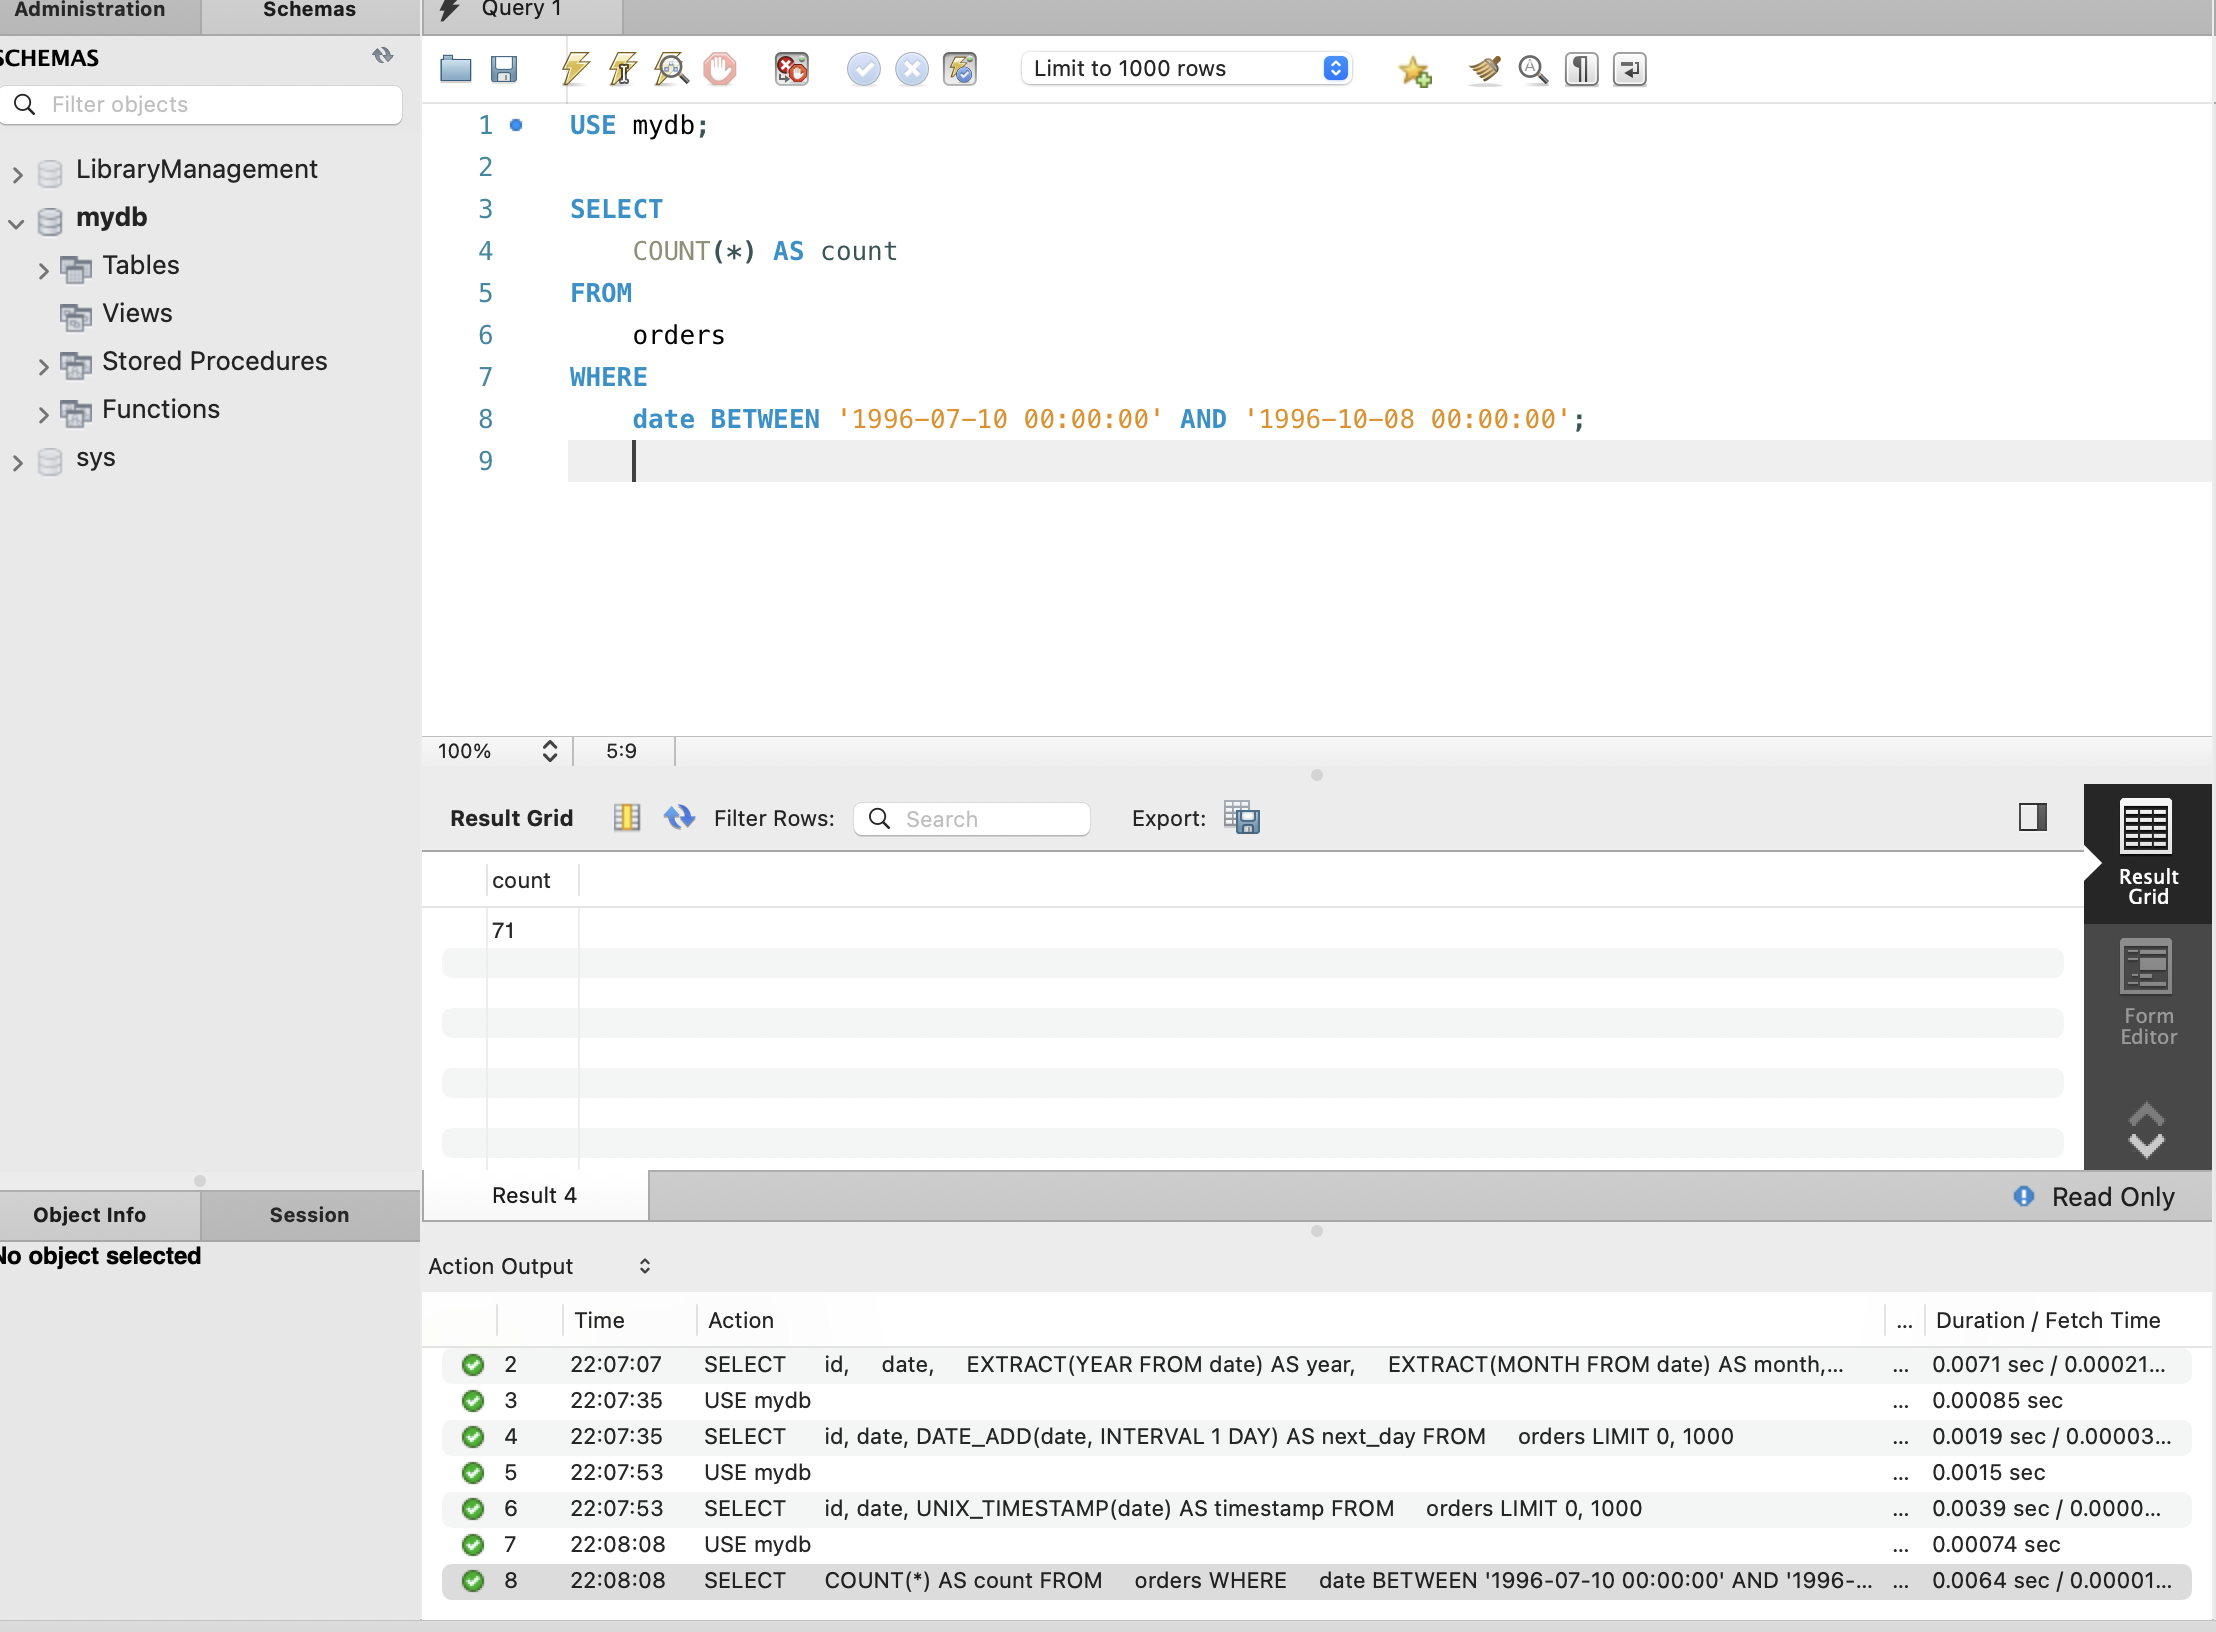 Administration
Schemas
Query 1
SCHEMAS
Filter objects
Limit to 1000 rows
LibraryManagement
mydb
Tables
Views
Stored Procedures
Functions
sys
1 USE mydb;
2
3 SELECT
4 COUNT(*) AS count
5 FROM
6 orders
7 WHERE
8 date BETWEEN '1996-07-10 00:00:00' AND '1996-10-08 00:00:00';
9
100%
5:9
Result Grid
Filter Rows:
Search
Export:
Result
Grid
count
71
Form
Editor
Result 4
Read Only
Object Info
Session
No object selected
Action Output
Time Action ... Duration / Fetch Time
2 22:07:07 SELECT id, date, EXTRACT(YEAR FROM date) AS year, EXTRACT(MONTH FROM date) AS month,... ... 0.0071 sec / 0.00021...
3 22:07:35 USE mydb ... 0.00085 sec
4 22:07:35 SELECT id, date, DATE_ADD(date, INTERVAL 1 DAY) AS next_day FROM orders LIMIT 0, 1000 ... 0.0019 sec / 0.00003...
5 22:07:53 USE mydb ... 0.0015 sec
6 22:07:53 SELECT id, date, UNIX_TIMESTAMP(date) AS timestamp FROM orders LIMIT 0, 1000 ... 0.0039 sec / 0.0000...
7 22:08:08 USE mydb ... 0.00074 sec
8 22:08:08 SELECT COUNT(*) AS count FROM orders WHERE date BETWEEN '1996-07-10 00:00:00' AND '1996-... ... 0.0064 sec / 0.00001...